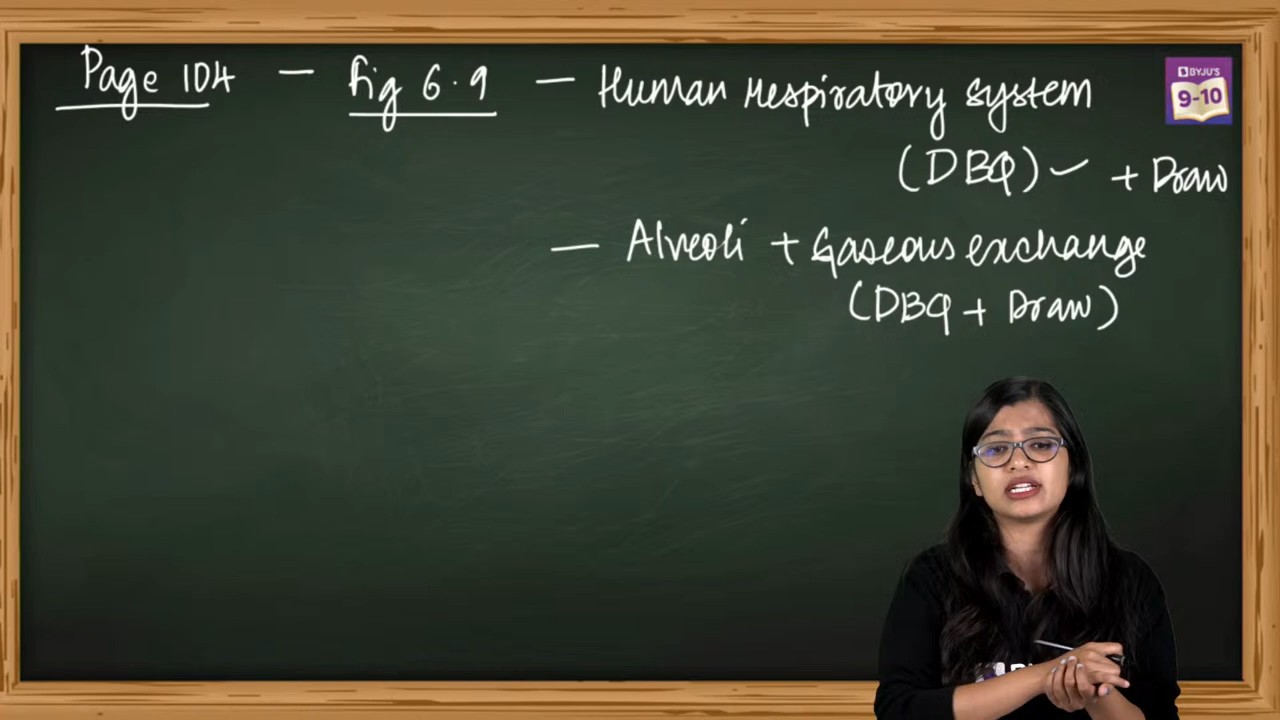 Page 104 — Fig 6.9 — Human respiratory system
(DBQ) ✓ + Draw
— Alveoli + Gaseous exchange
(DBQ + Draw)
BYJU'S
9-10